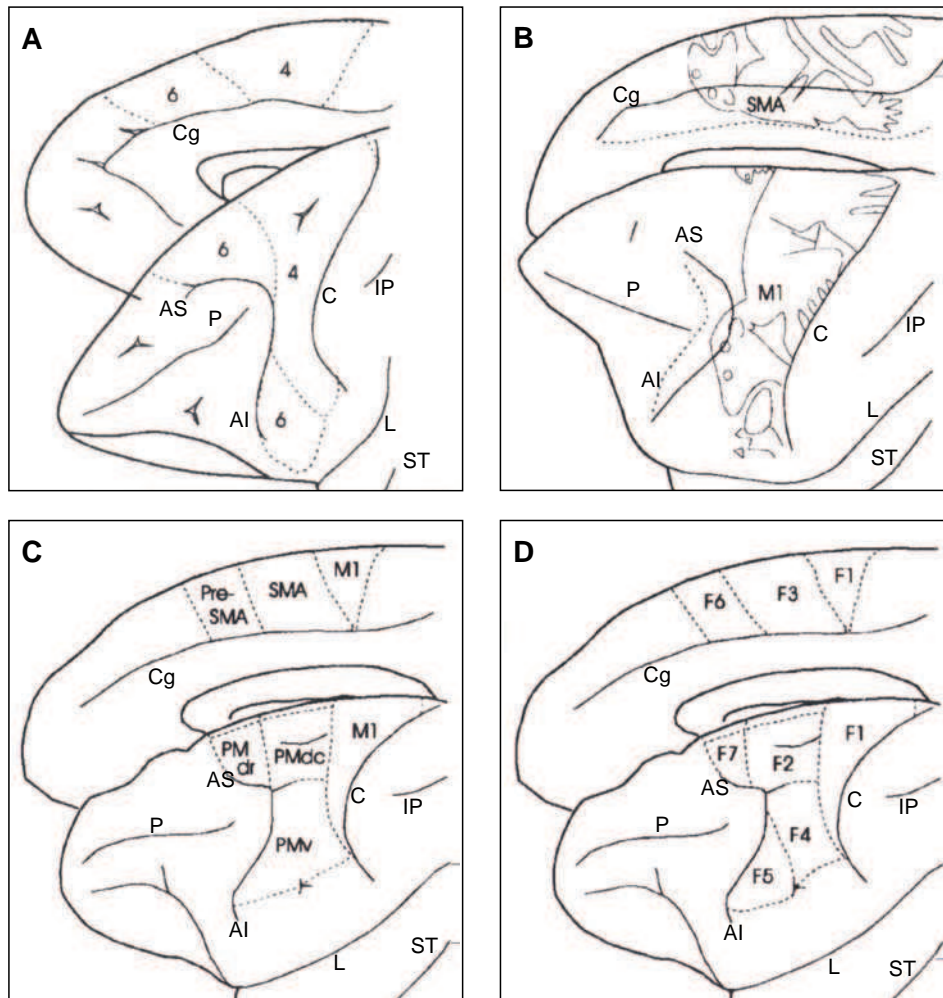 A
6
4
Cg
6
4
AS
P
C
IP
AI
6
L
ST
B
Cg
SMA
AS
P
M1
C
IP
AI
L
ST
C
Pre-
SMA
SMA
M1
Cg
PM
dr
PMdc
M1
AS
C
IP
P
PMv
AI
L
ST
D
F6
F3
F1
Cg
F7
F2
F1
AS
C
IP
P
F4
F5
AI
L
ST